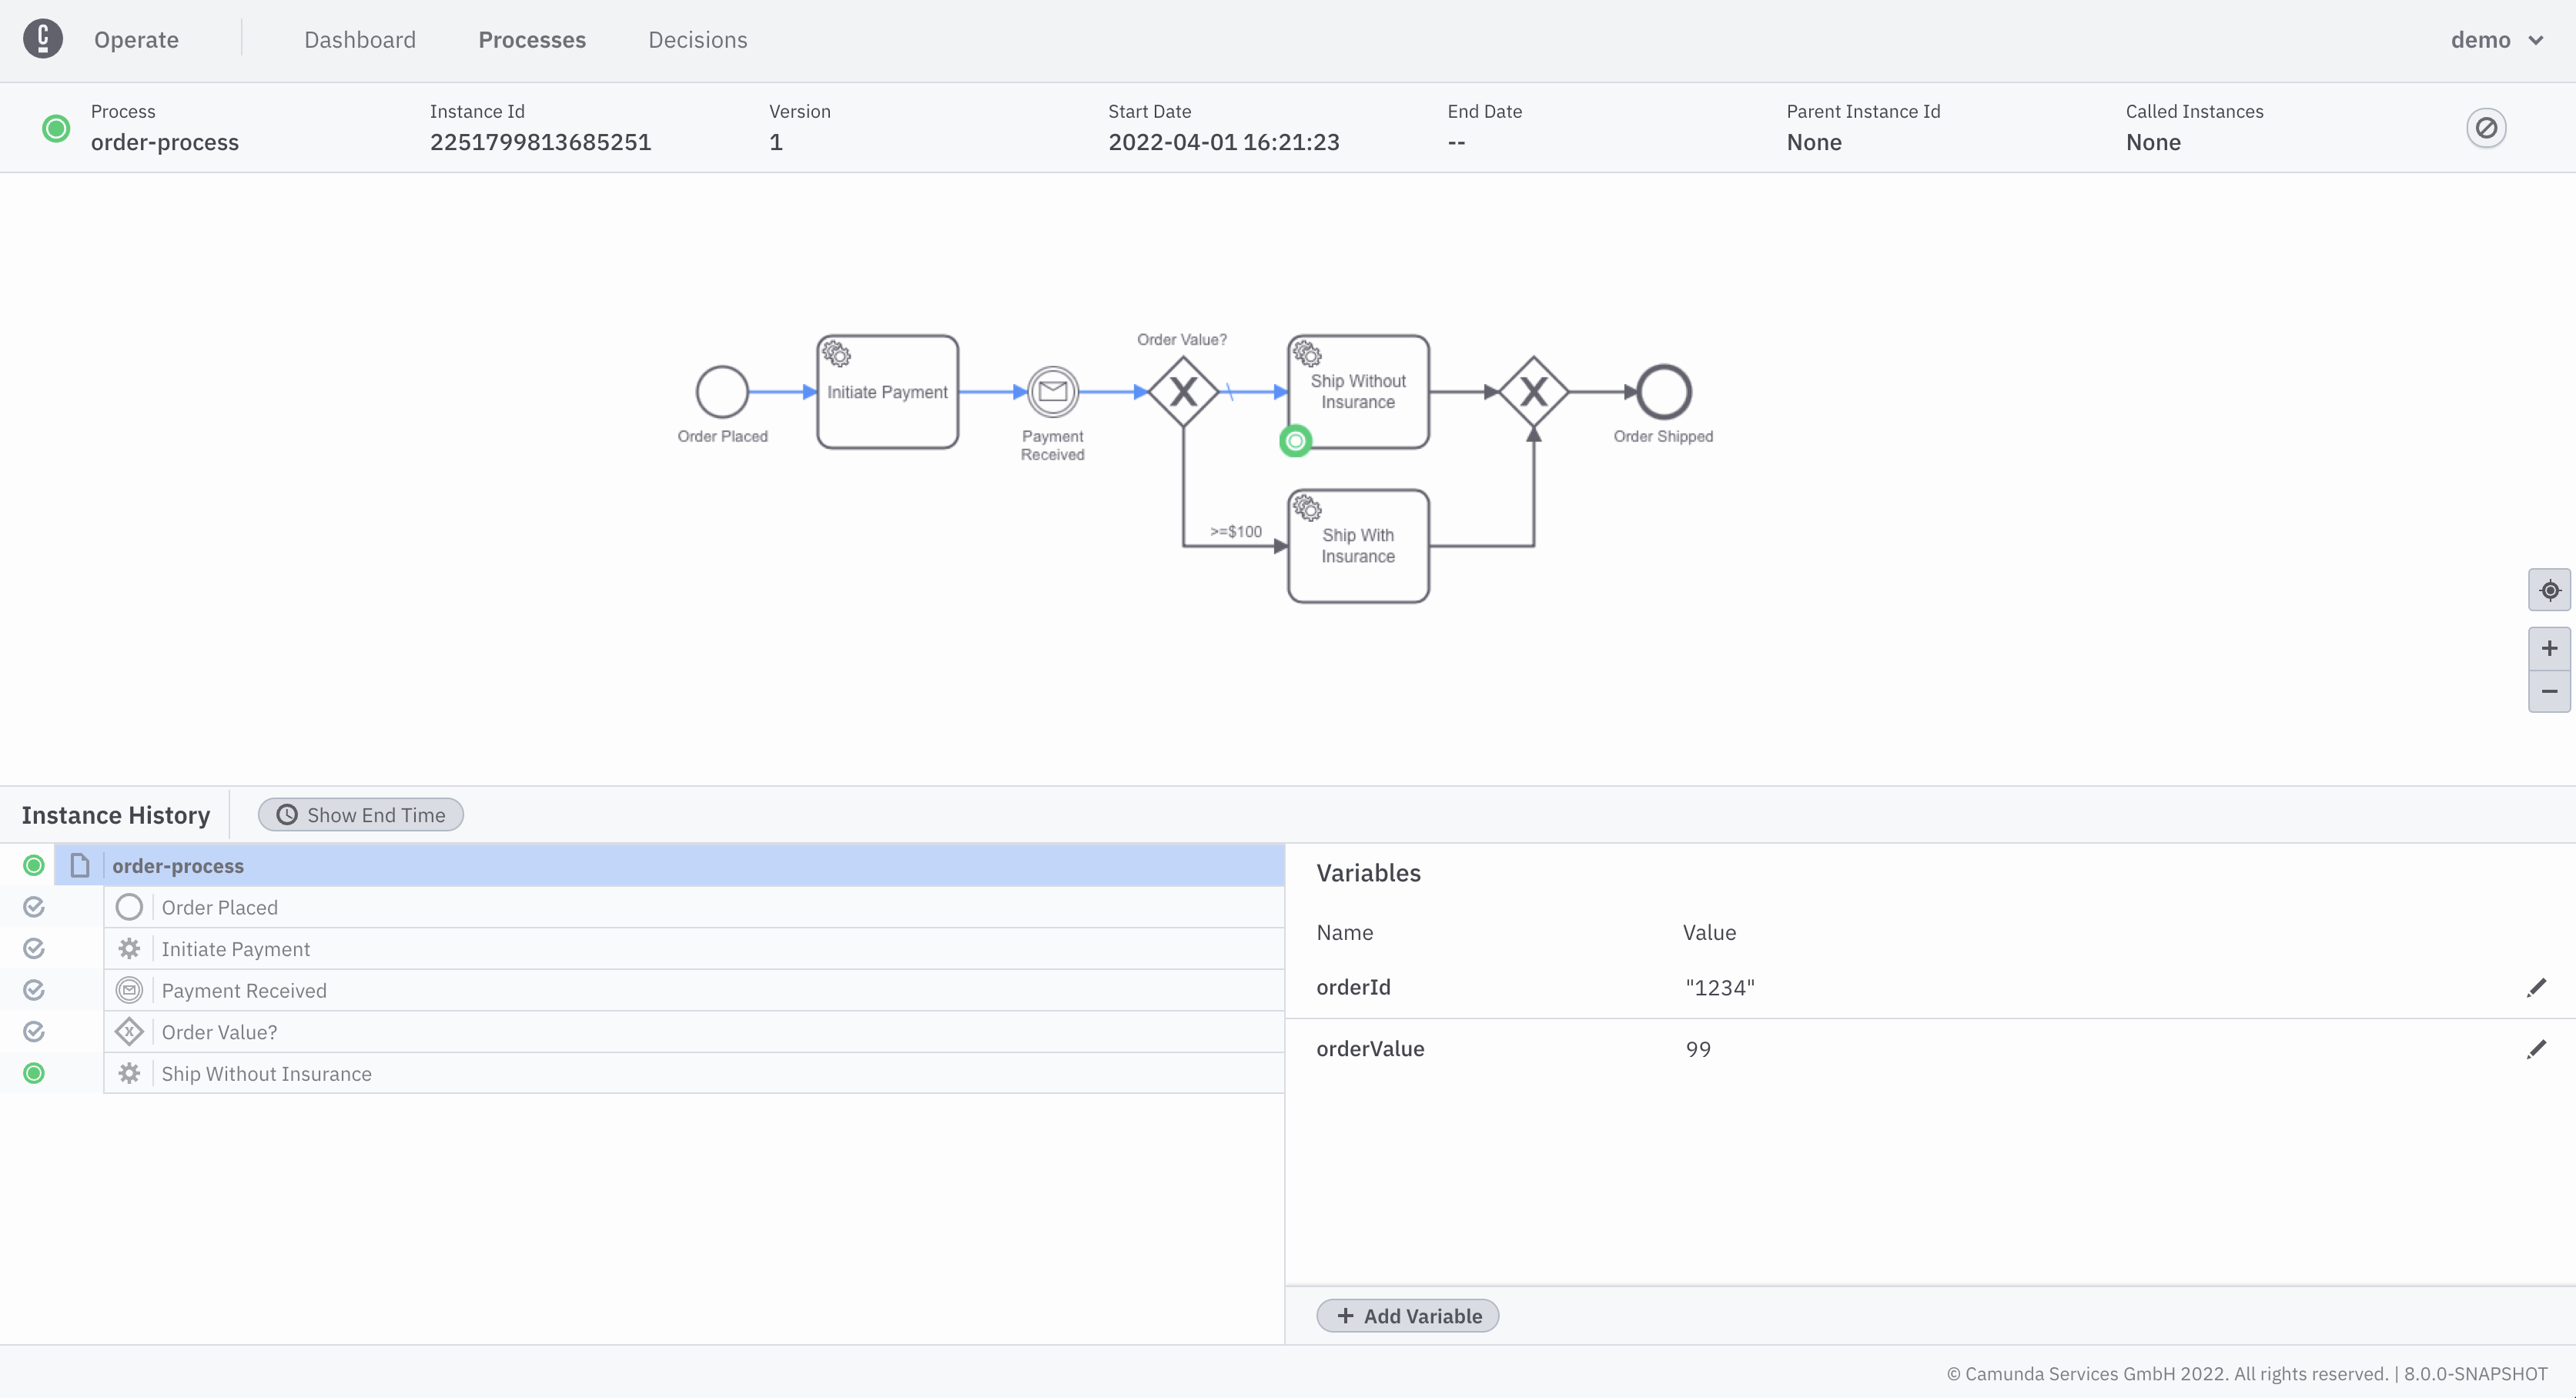 Operate
Dashboard
Processes
Decisions
demo
Process
order-process
Instance Id
2251799813685251
Version
1
Start Date
2022-04-01 16:21:23
End Date
--
Parent Instance Id
None
Called Instances
None
Order Placed
Initiate Payment
Payment
Received
Order Value?
X
Ship Without
Insurance
>=$100
Ship With
Insurance
X
Order Shipped
Instance History
Show End Time
order-process
Order Placed
Initiate Payment
Payment Received
Order Value?
Ship Without Insurance
Variables
Name
Value
orderId
"1234"
orderValue
99
+ Add Variable
© Camunda Services GmbH 2022. All rights reserved. | 8.0.0-SNAPSHOT